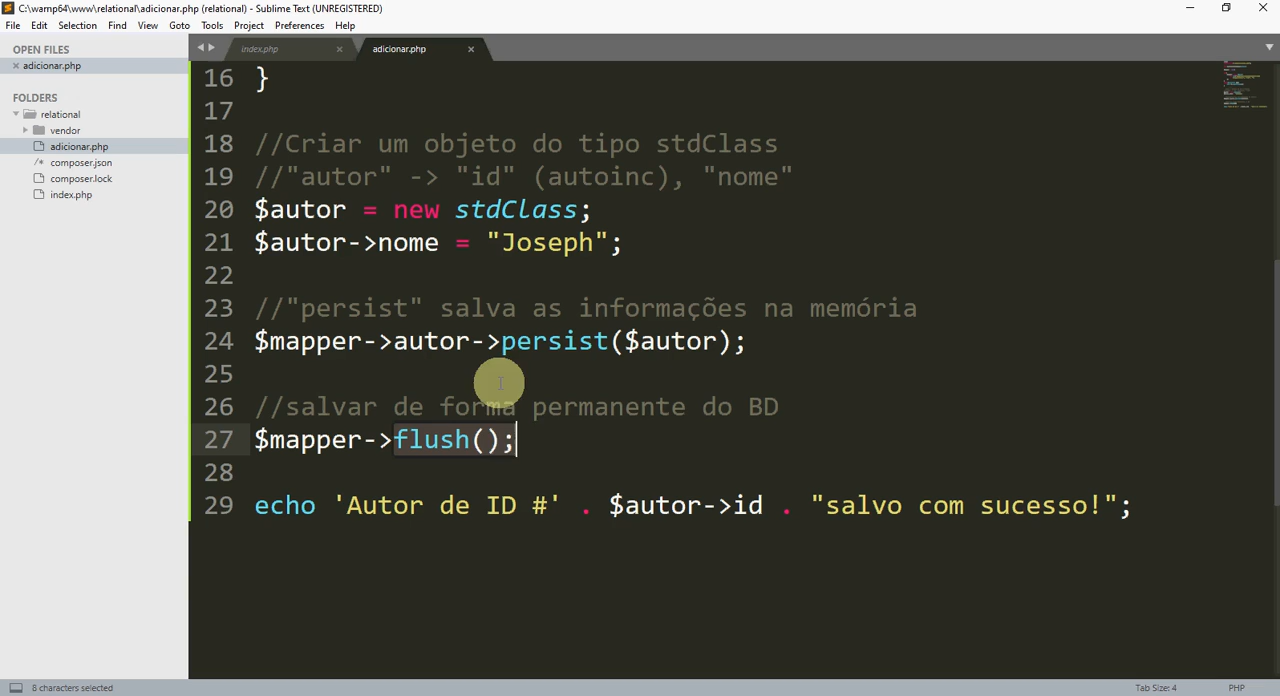 C:\wamp64\www\relational\adicionar.php (relational) - Sublime Text (UNREGISTERED)
File Edit Selection Find View Goto Tools Project Preferences Help
OPEN FILES
adicionar.php
FOLDERS
relational
vendor
adicionar.php
composer.json
composer.lock
index.php
index.php
adicionar.php
16 }
17
18 //Criar um objeto do tipo stdClass
19 //"autor" -> "id" (autoinc), "nome"
20 $autor = new stdClass;
21 $autor->nome = "Joseph";
22
23 //"persist" salva as informações na memória
24 $mapper->autor->persist($autor);
25
26 //salvar de forma permanente do BD
27 $mapper->flush();
28
29 echo 'Autor de ID #' . $autor->id . "salvo com sucesso!";
8 characters selected
Tab Size: 4
PHP